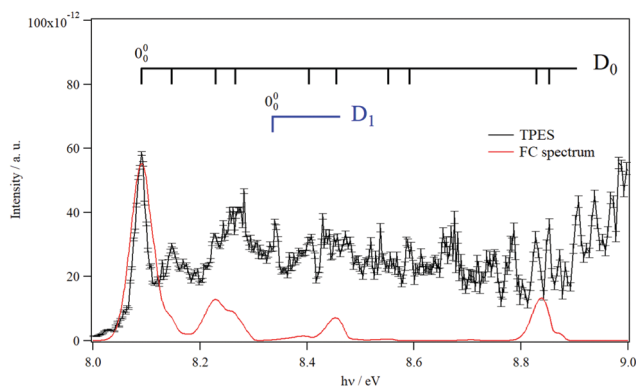 100x10⁻¹²
80
60
40
20
0
Intensity / a. u.
0⁰₀
D₀
0⁰₀
D₁
TPES
FC spectrum
8.0
8.2
8.4
8.6
8.8
9.0
hν / eV